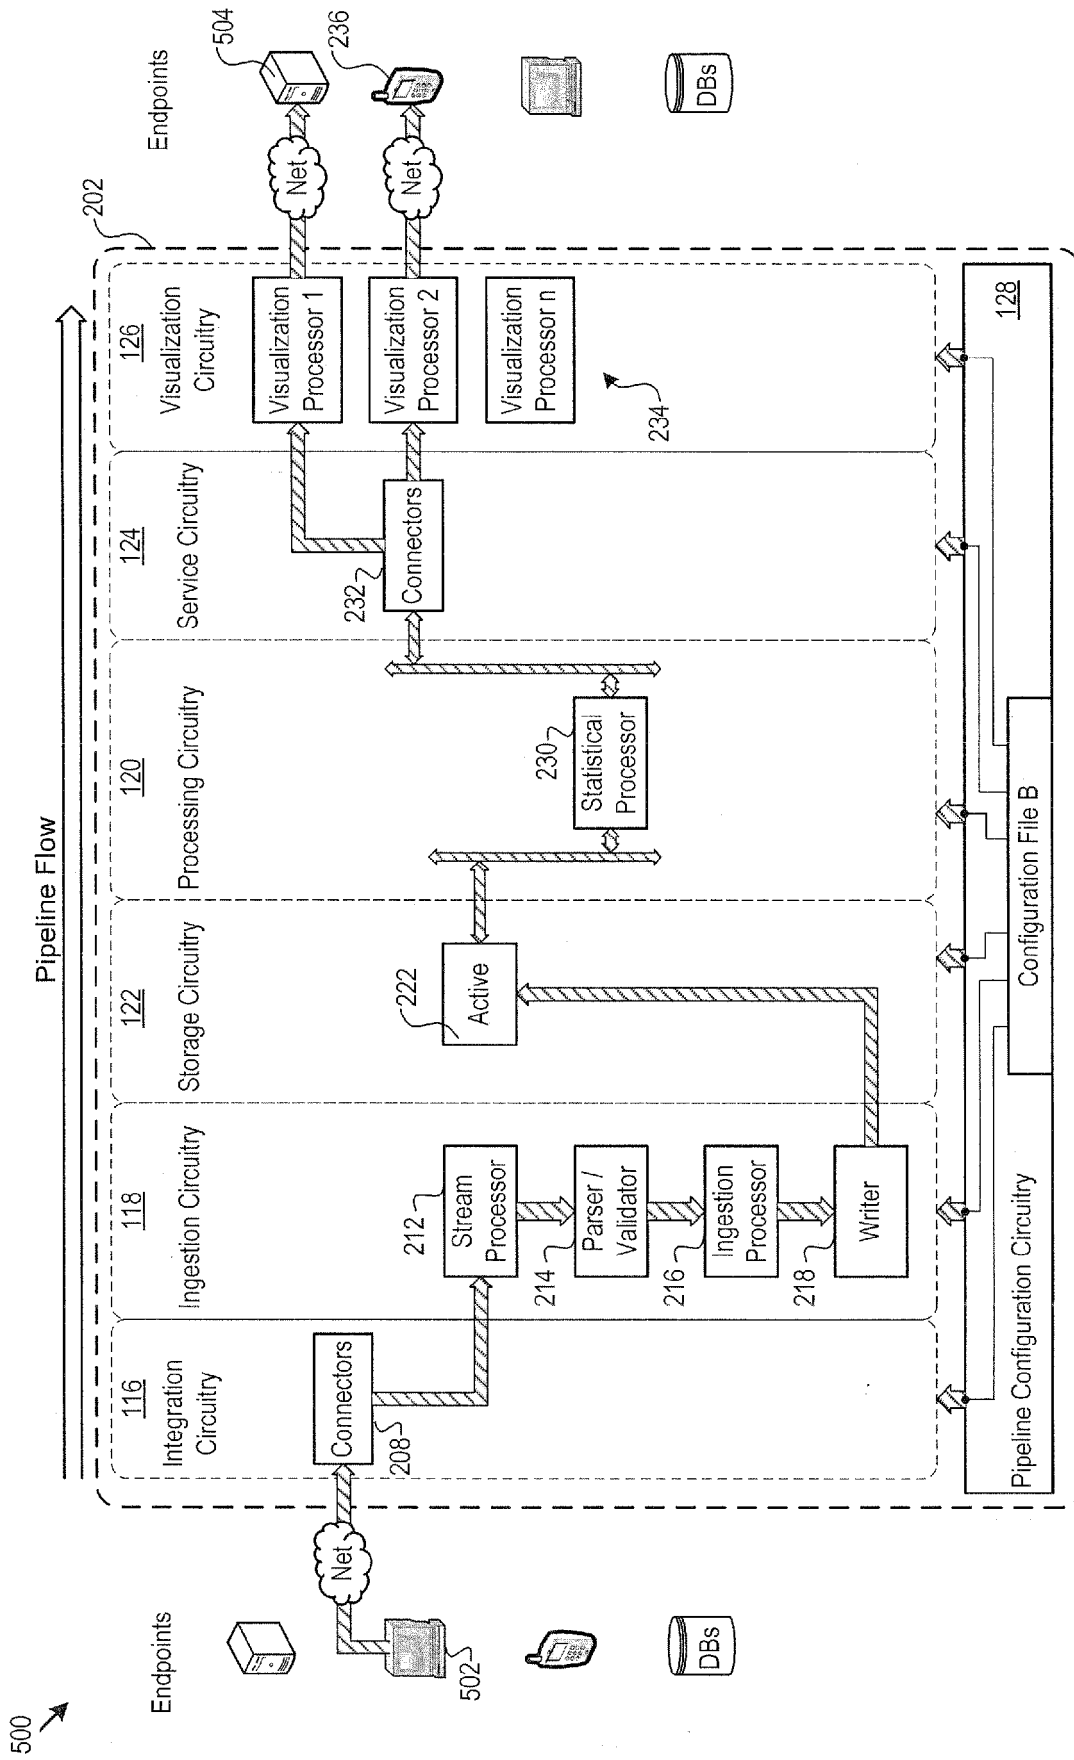 500
Pipeline Flow
202
Endpoints
502
DBs
Net
116
Integration
Circuitry
Connectors
208
118
Ingestion Circuitry
212
Stream
Processor
214
Parser /
Validator
216
Ingestion
Processor
218
Writer
122
Storage Circuitry
222
Active
120
Processing Circuitry
230
Statistical
Processor
124
Service Circuitry
232
Connectors
126
Visualization
Circuitry
Visualization
Processor 1
Visualization
Processor 2
Visualization
Processor n
234
Net
Net
Endpoints
504
236
DBs
Pipeline Configuration Circuitry
Configuration File B
128